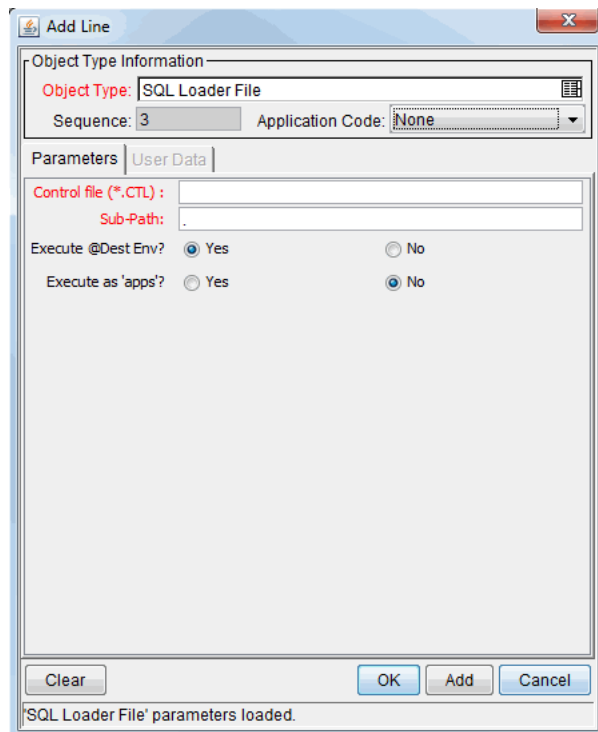 Add Line
Object Type Information
Object Type: SQL Loader File
Sequence: 3 Application Code: None
Parameters User Data
Control file (*.CTL) :
Sub-Path: .
Execute @Dest Env? Yes No
Execute as 'apps'? Yes No
Clear OK Add Cancel
'SQL Loader File' parameters loaded.